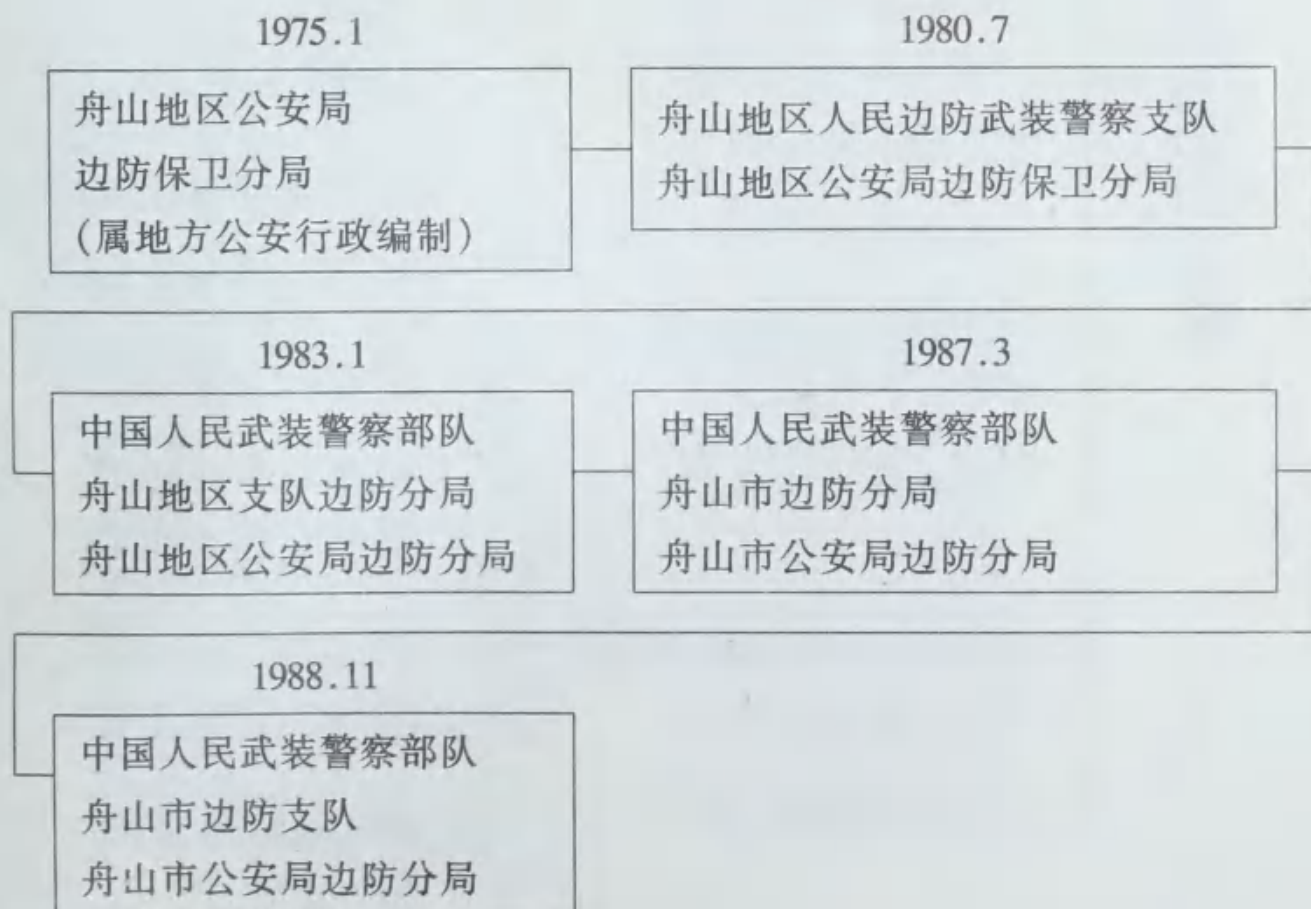 1975.1
舟山地区公安局
边防保卫分局
(属地方公安行政编制)
1980.7
舟山地区人民边防武装警察支队
舟山地区公安局边防保卫分局
1983.1
中国人民武装警察部队
舟山地区支队边防分局
舟山地区公安局边防分局
1987.3
中国人民武装警察部队
舟山市边防分局
舟山市公安局边防分局
1988.11
中国人民武装警察部队
舟山市边防支队
舟山市公安局边防分局